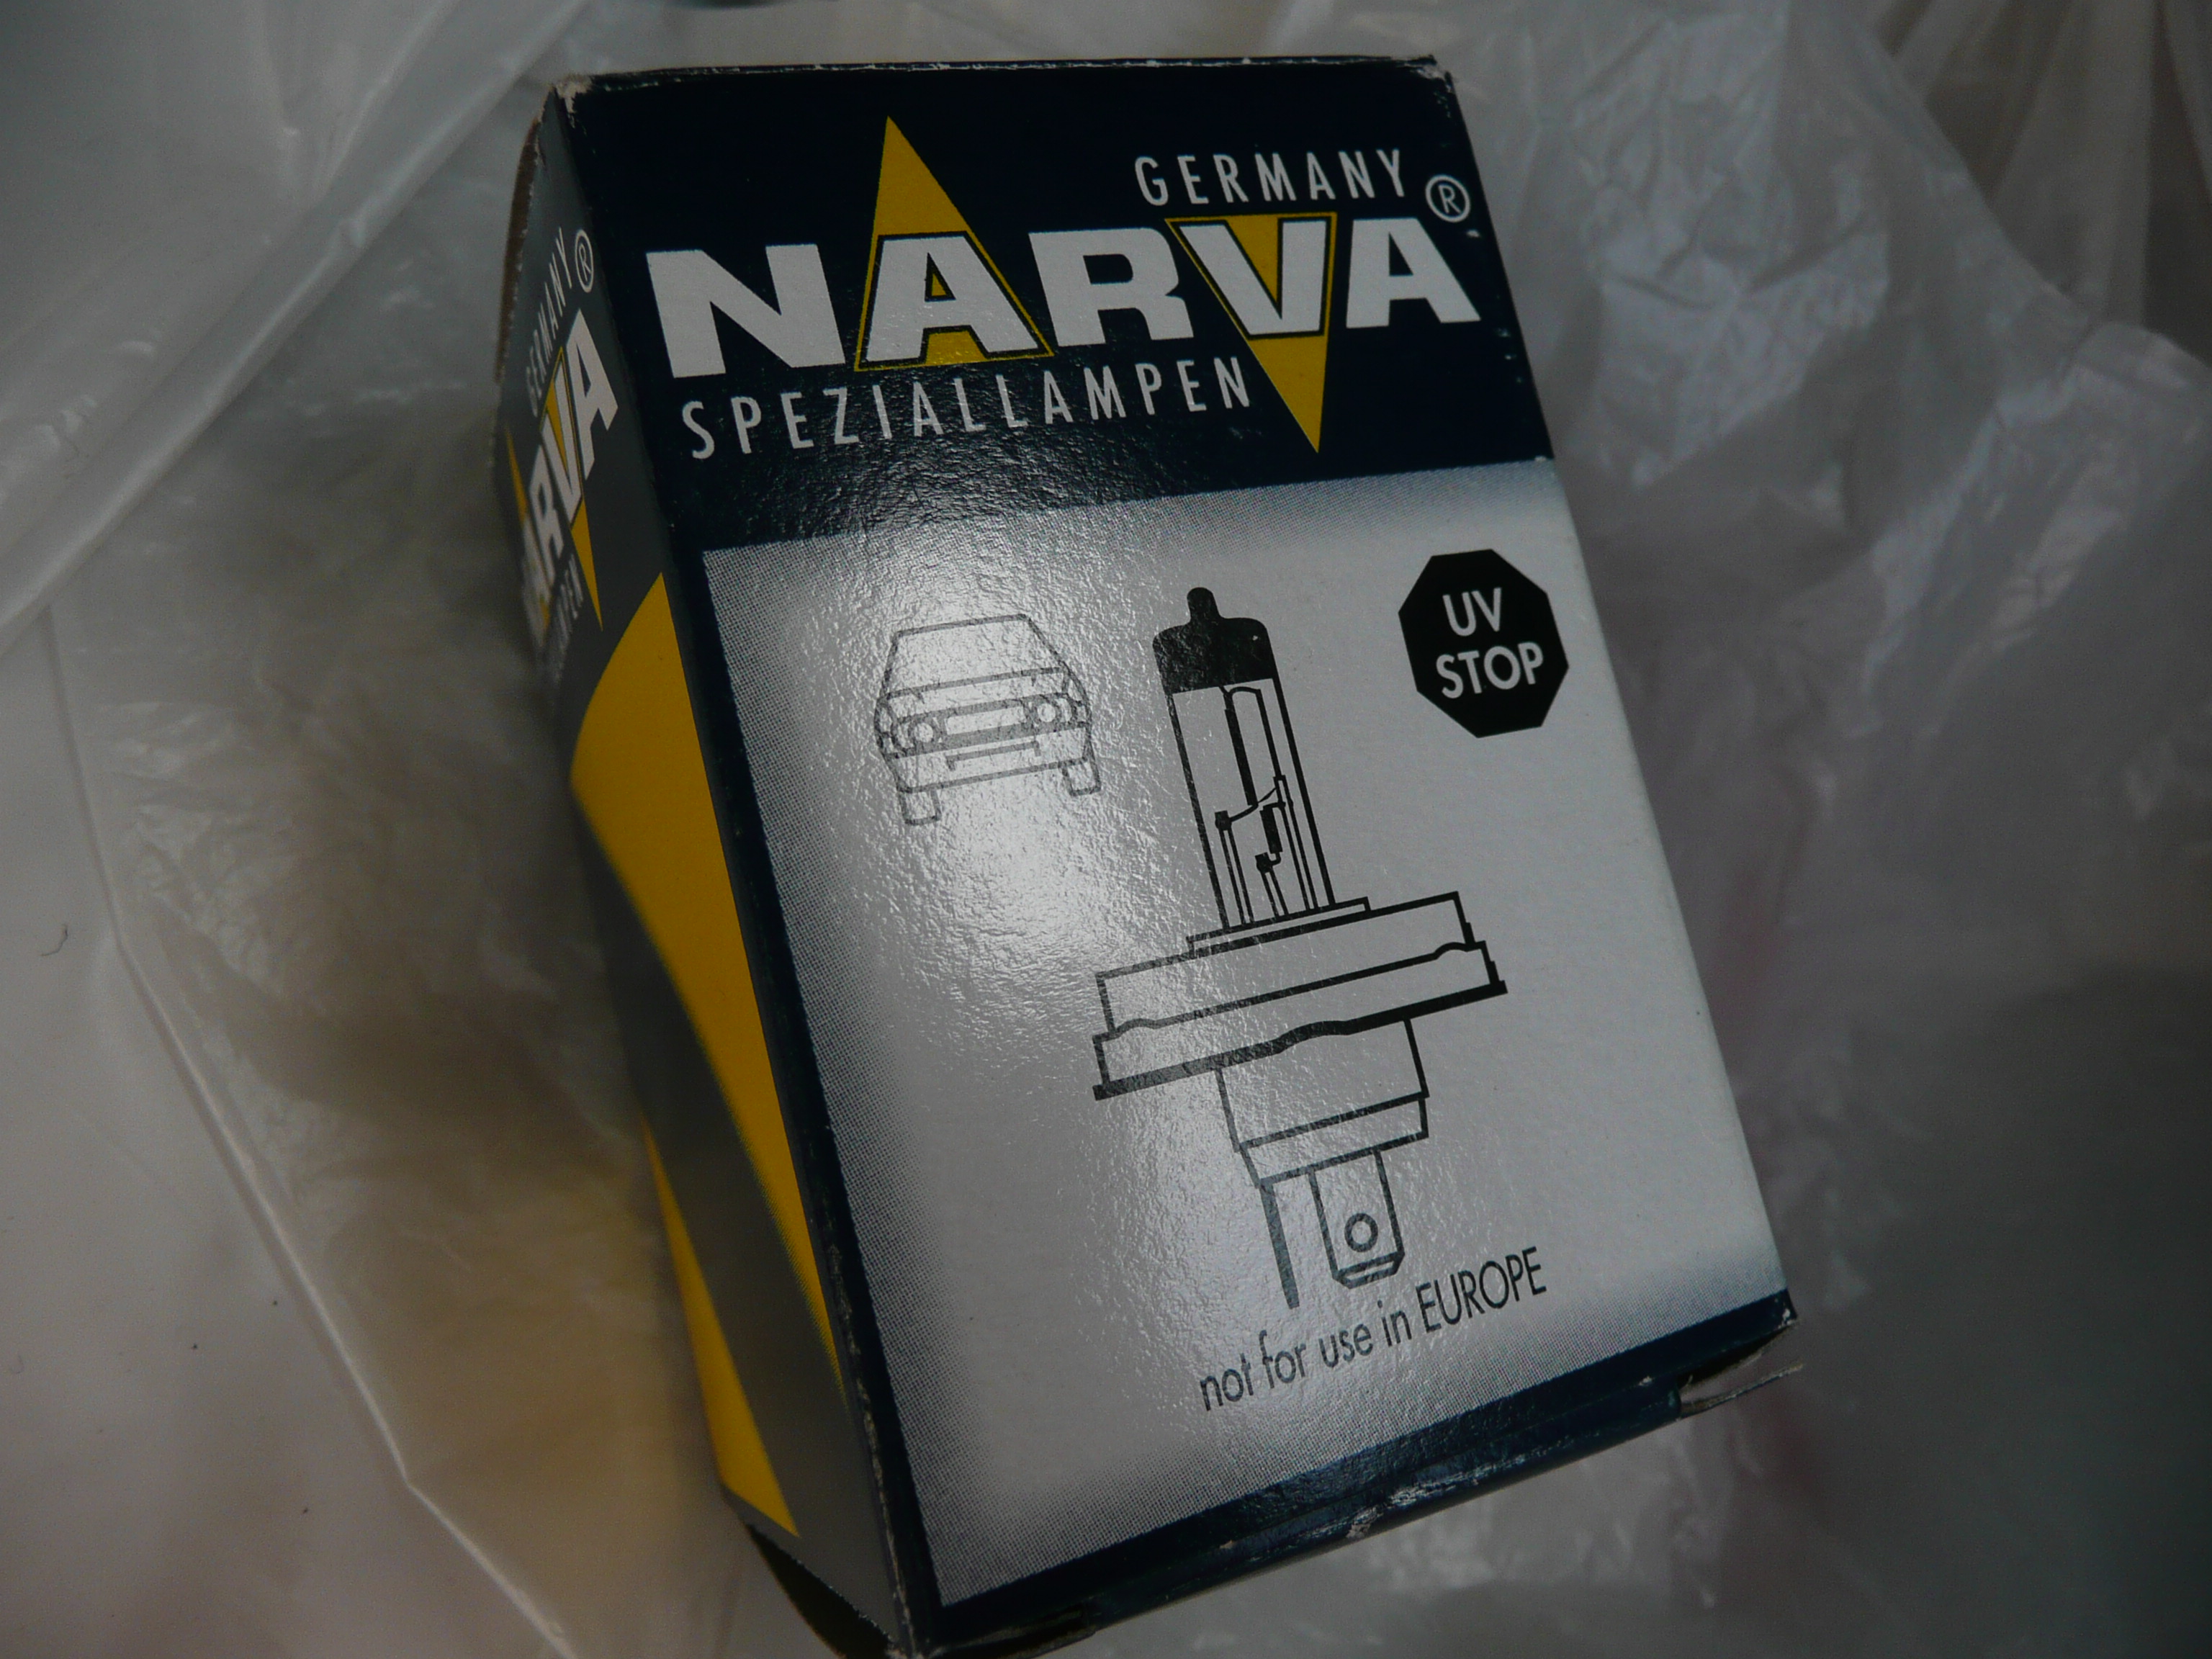 GERMANY
NARVA®
SPEZIALLAMPEN
UV
STOP
not for use in EUROPE
GERMANY ®
NARVA